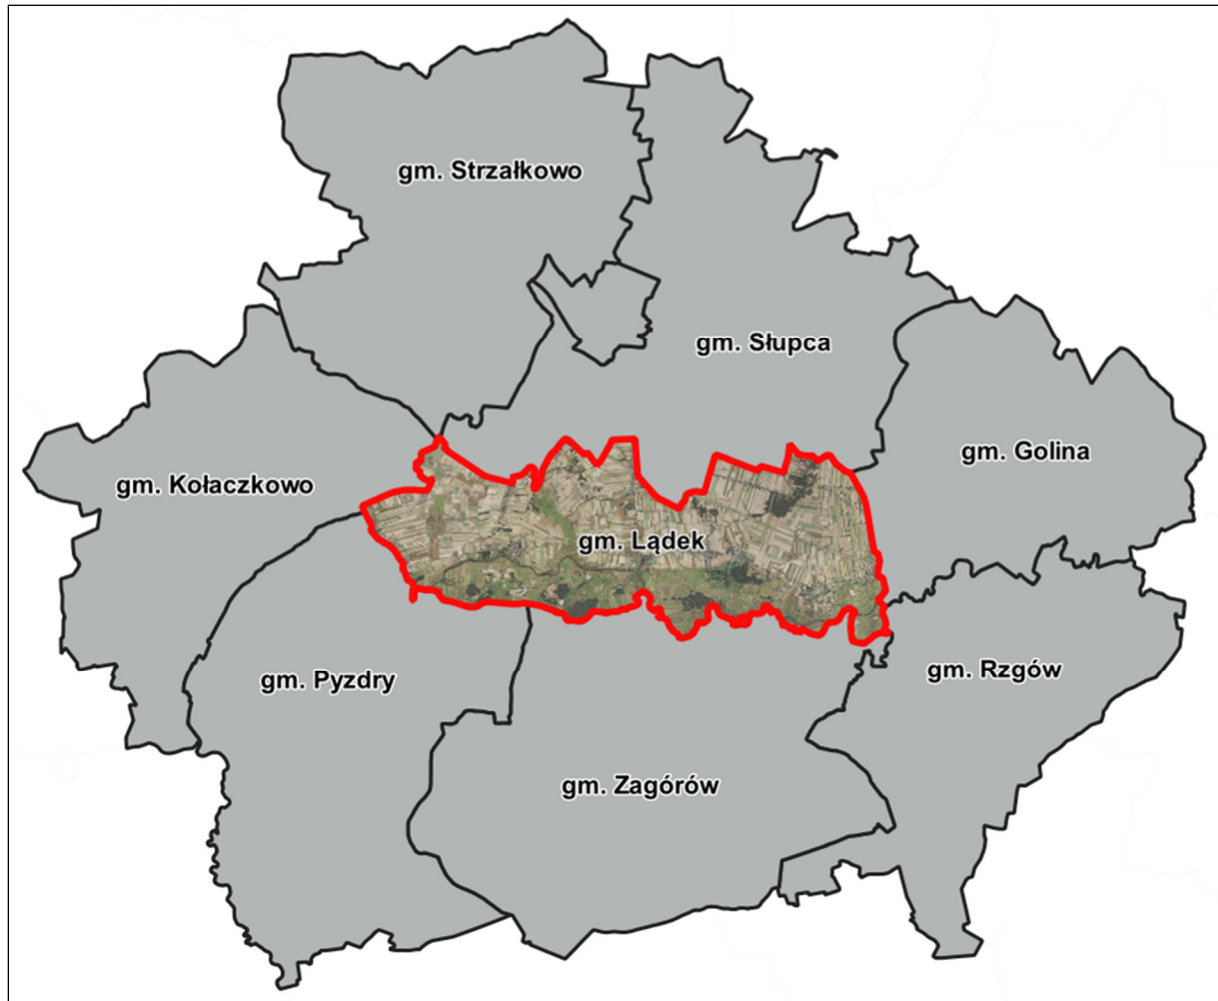 gm. Strzałkowo
gm. Słupca
gm. Golina
gm. Kołaczkowo
gm. Lądek
gm. Rzgów
gm. Pyzdry
gm. Zagórów